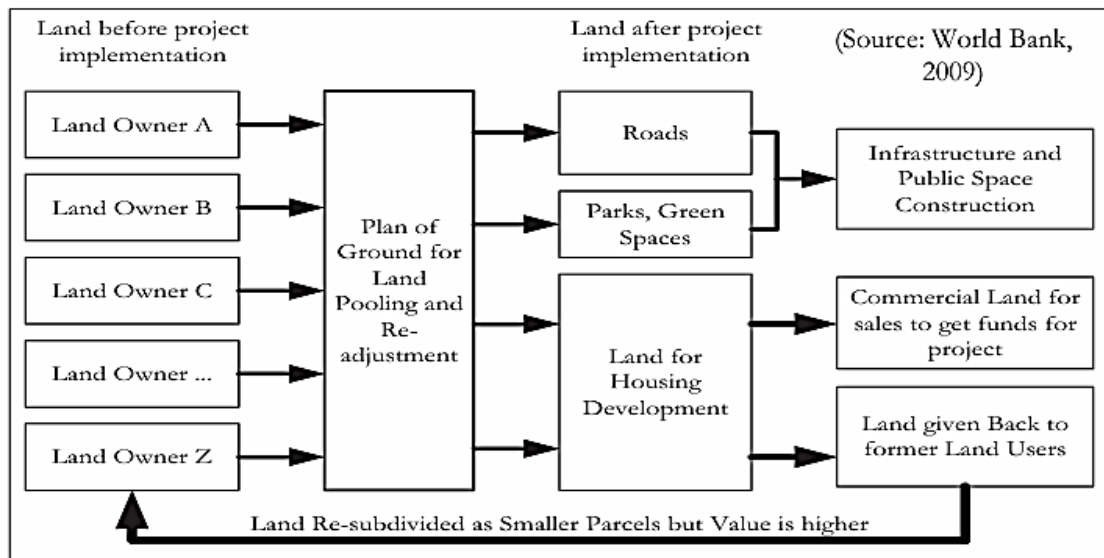 Land before project
implementation
Land after project
implementation
(Source: World Bank,
2009)
Land Owner A
Land Owner B
Land Owner C
Land Owner ...
Land Owner Z
Plan of
Ground for
Land
Pooling and
Re-
adjustment
Roads
Parks, Green
Spaces
Land for
Housing
Development
Infrastructure and
Public Space
Construction
Commercial Land for
sales to get funds for
project
Land given Back to
former Land Users
Land Re-subdivided as Smaller Parcels but Value is higher